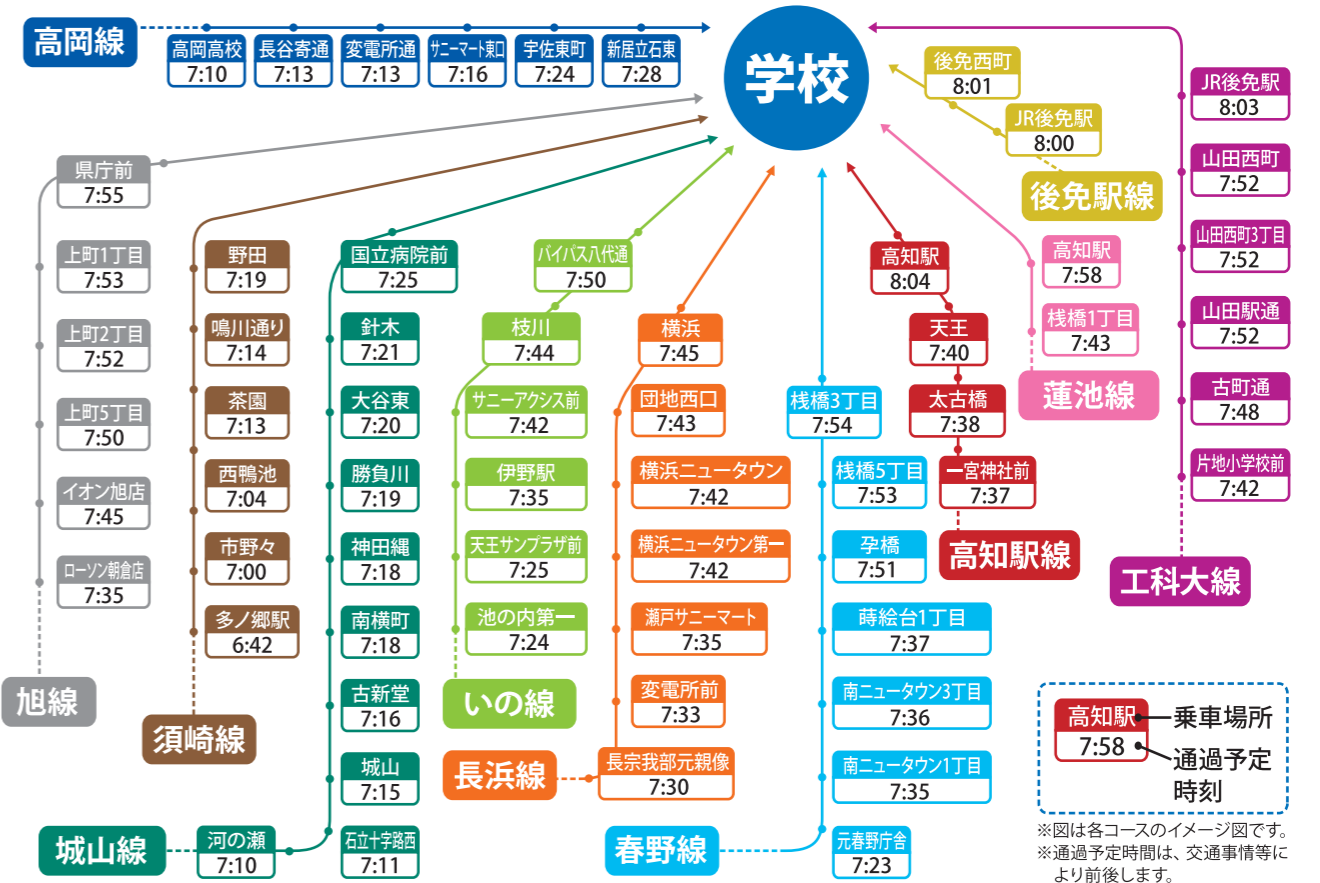 学校
高岡線
高岡高校
7:10
長谷寄通
7:13
変電所通
7:13
サニーマート東口
7:16
宇佐東町
7:24
新居立石東
7:28
県庁前
7:55
上町1丁目
7:53
上町2丁目
7:52
上町5丁目
7:50
イオン旭店
7:45
ローソン朝倉店
7:35
旭線
野田
7:19
鳴川通り
7:14
茶園
7:13
西鴨池
7:04
市野々
7:00
多ノ郷駅
6:42
須崎線
国立病院前
7:25
針木
7:21
大谷東
7:20
勝負川
7:19
神田縄
7:18
南横町
7:18
古新堂
7:16
城山
7:15
石立十字路西
7:11
河の瀬
7:10
城山線
バイパス八代通
7:50
枝川
7:44
サニーアクシス前
7:42
伊野駅
7:35
天王サンプラザ前
7:25
池の内第一
7:24
いの線
横浜
7:45
団地西口
7:43
横浜ニュータウン
7:42
横浜ニュータウン第一
7:42
瀬戸サニーマート
7:35
変電所前
7:33
長宗我部元親像
7:30
長浜線
桟橋3丁目
7:54
桟橋5丁目
7:53
孕橋
7:51
蒔絵台1丁目
7:37
南ニュータウン3丁目
7:36
南ニュータウン1丁目
7:35
元春野庁舎
7:23
春野線
高知駅
8:04
天王
7:40
太古橋
7:38
一宮神社前
7:37
高知駅線
高知駅
7:58
桟橋1丁目
7:43
蓮池線
後免西町
8:01
JR後免駅
8:00
後免駅線
JR後免駅
8:03
山田西町
7:52
山田西町3丁目
7:52
山田駅通
7:52
古町通
7:48
片地小学校前
7:42
工科大線
高知駅
乗車場所
7:58
通過予定
時刻
※図は各コースのイメージ図です。
※通過予定時間は、交通事情等に
より前後します。